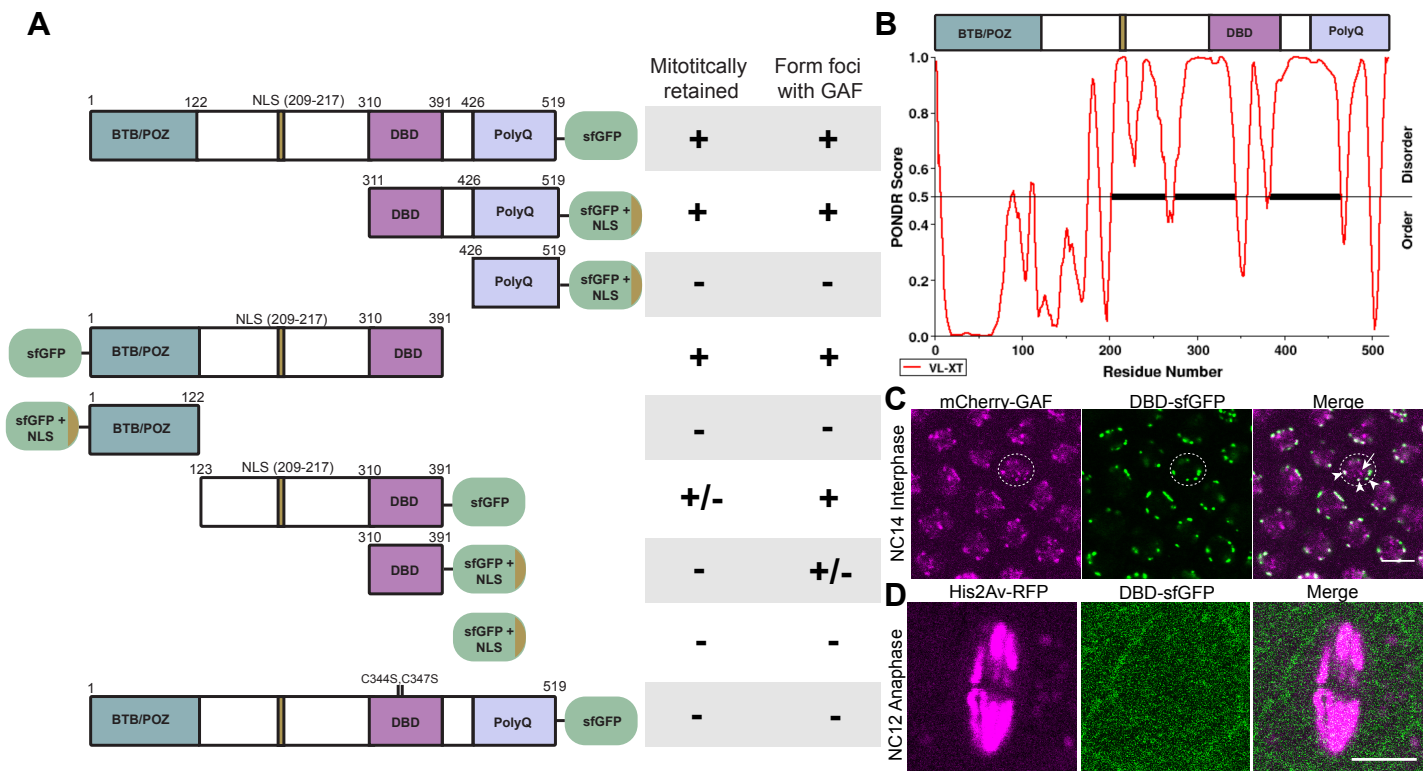 A
Mitotitcally
retained
Form foci
with GAF
1 122 NLS (209-217) 310 391 426 519
BTB/POZ DBD PolyQ sfGFP + +
311 426 519
DBD PolyQ sfGFP +
NLS + +
426 519
PolyQ sfGFP +
NLS - -
1 NLS (209-217) 310 391
sfGFP BTB/POZ DBD + +
1 122
sfGFP +
NLS BTB/POZ - -
123 NLS (209-217) 310 391
DBD sfGFP +/- +
310 391
DBD sfGFP +
NLS - +/-
sfGFP +
NLS - -
1 C344S,C347S 519
BTB/POZ DBD PolyQ sfGFP - -
B
BTB/POZ DBD PolyQ
1.0
0.8
0.6
0.5
0.4
0.2
0.0
PONDR Score
Disorder
Order
0 100 200 300 400 500
VL-XT
Residue Number
C
mCherry-GAF DBD-sfGFP Merge
NC14 Interphase
D
His2Av-RFP DBD-sfGFP Merge
NC12 Anaphase